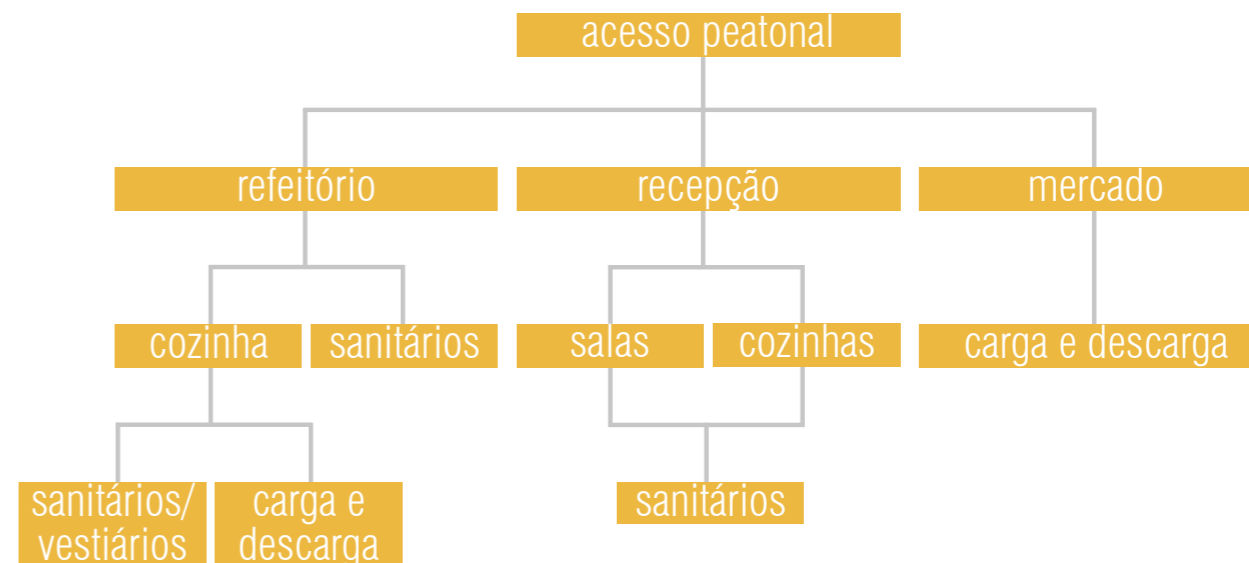 acesso peatonal
refeitório
recepção
mercado
cozinha
sanitários
salas
cozinhas
carga e descarga
sanitários/
vestiários
carga e
descarga
sanitários